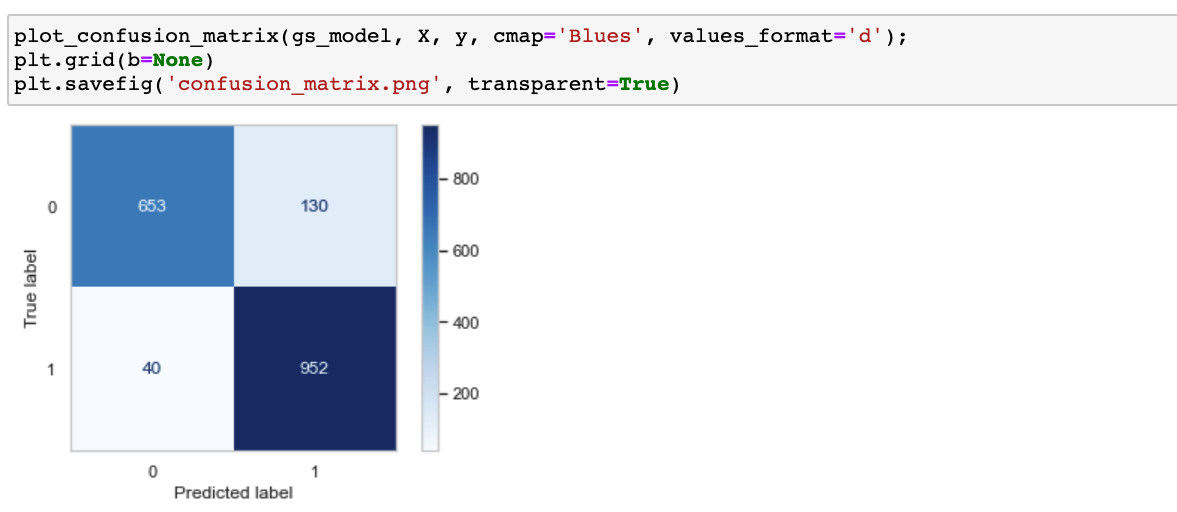 plot_confusion_matrix(gs_model, X, y, cmap='Blues', values_format='d');
plt.grid(b=None)
plt.savefig('confusion_matrix.png', transparent=True)
653 130
40 952
0
1
True label
0 1
Predicted label
800
600
400
200